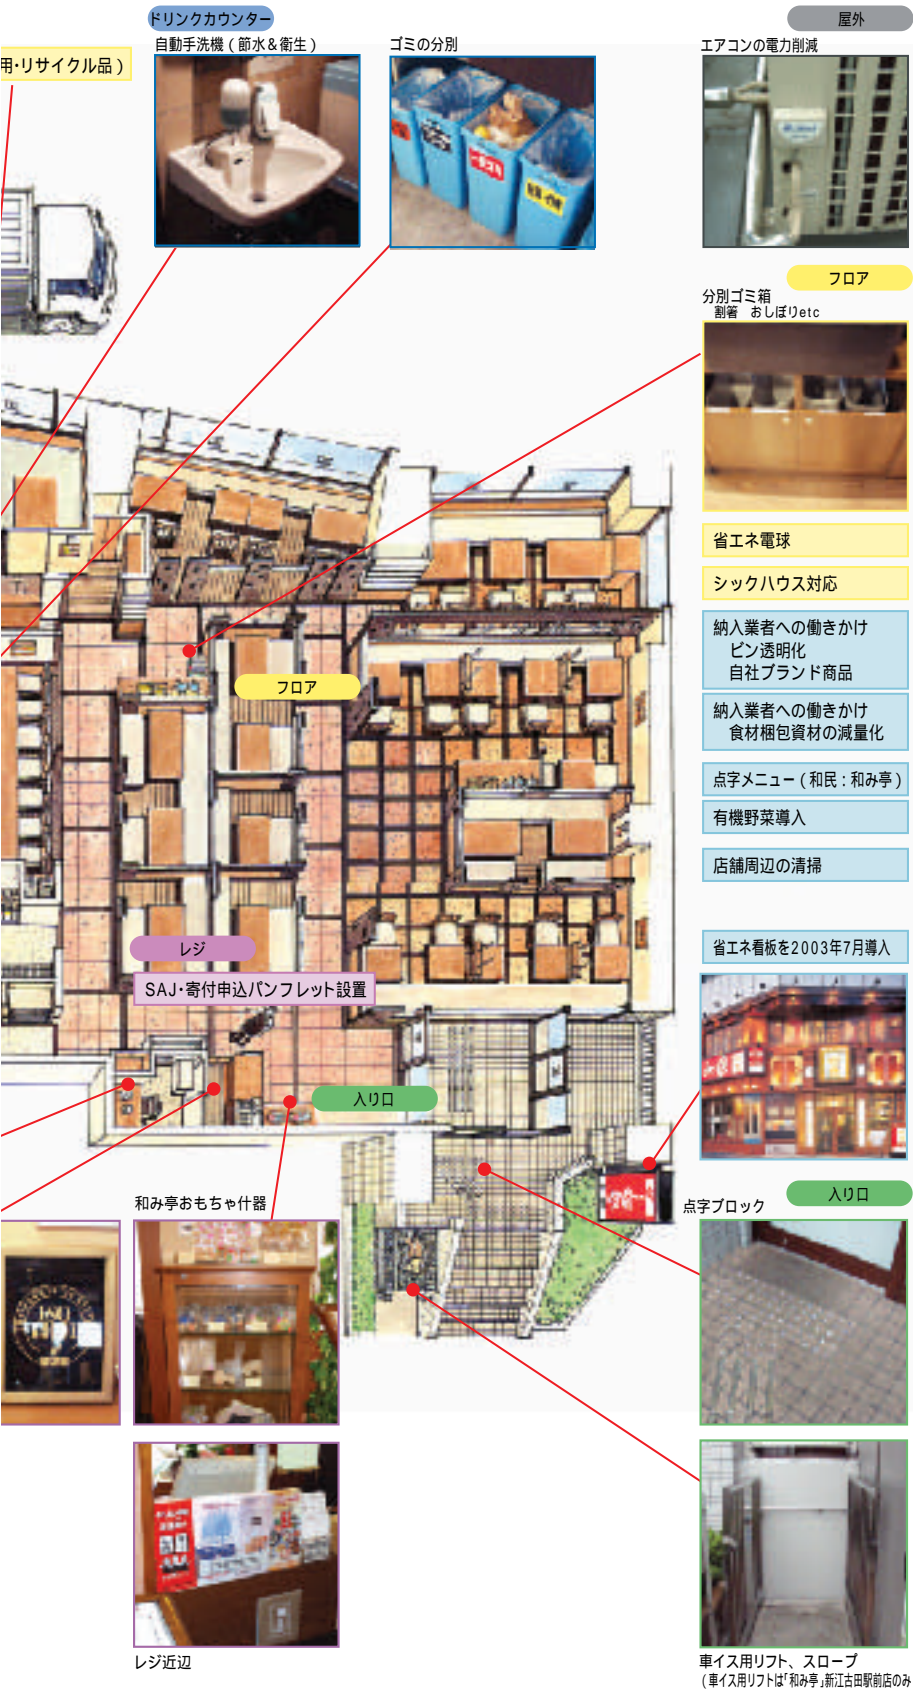 ドリンクカウンター
自動手洗機（節水＆衛生）
ゴミの分別
屋外
エアコンの電力削減
用・リサイクル品）
フロア
分別ゴミ箱
割箸　おしぼりetc
省エネ電球
シックハウス対応
納入業者への働きかけ
ビン透明化
自社ブランド商品
納入業者への働きかけ
食材梱包資材の減量化
点字メニュー（和民：和み亭）
有機野菜導入
店舗周辺の清掃
フロア
レジ
SAJ・寄付申込パンフレット設置
省エネ看板を2003年7月導入
入り口
和み亭おもちゃ什器
点字ブロック
入り口
レジ近辺
車イス用リフト、スロープ
（車イス用リフトは「和み亭」新江古田駅前店のみ